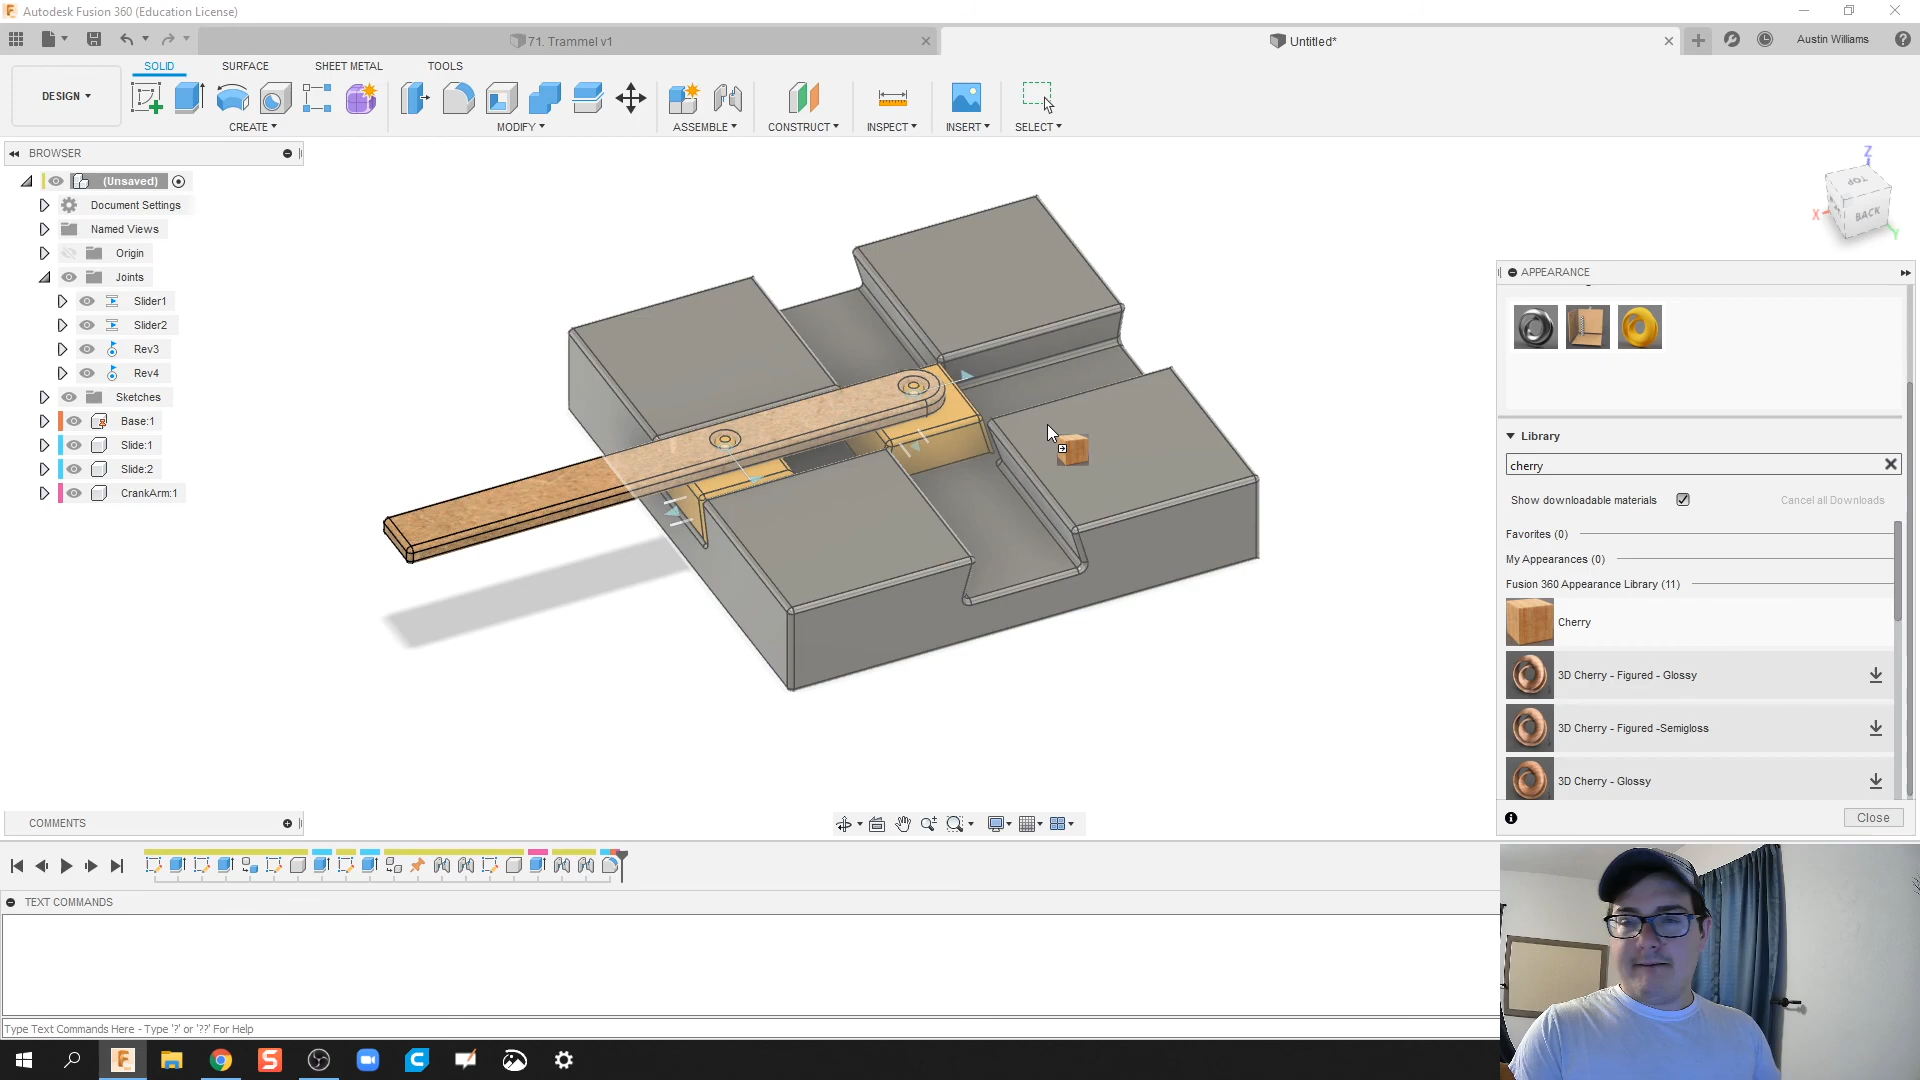 Autodesk Fusion 360 (Education License)
71. Trammel v1
Untitled*
Austin Williams
SOLID SURFACE SHEET METAL TOOLS
DESIGN
CREATE MODIFY ASSEMBLE CONSTRUCT INSPECT INSERT SELECT
BROWSER
(Unsaved)
Document Settings
Named Views
Origin
Joints
Slider1
Slider2
Rev3
Rev4
Sketches
Base:1
Slide:1
Slide:2
CrankArm:1
Z
TOP
BACK
X
Y
APPEARANCE
Library
cherry
Show downloadable materials
Cancel all Downloads
Favorites (0)
My Appearances (0)
Fusion 360 Appearance Library (11)
Cherry
3D Cherry - Figured - Glossy
3D Cherry - Figured -Semigloss
3D Cherry - Glossy
Close
COMMENTS
TEXT COMMANDS
Type Text Commands Here - Type '?' or '??' For Help